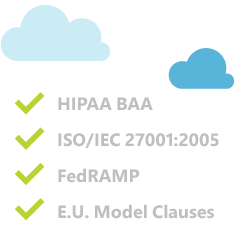 HIPAA BAA
ISO/IEC 27001:2005
FedRAMP
E.U. Model Clauses